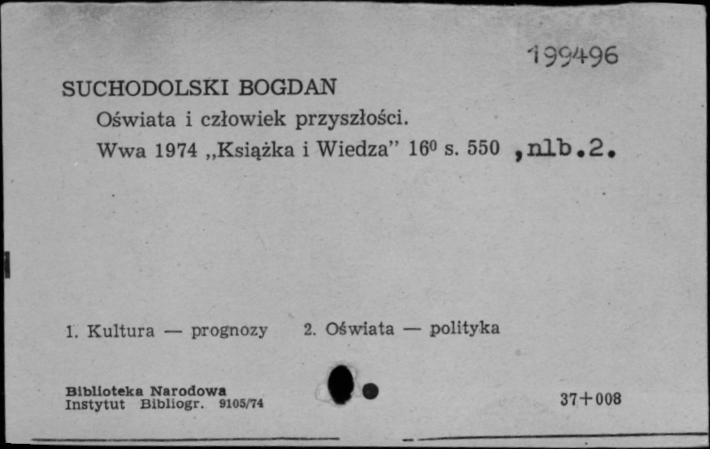 199496
SUCHODOLSKI BOGDAN
Oświata i człowiek przyszłości.
Wwa 1974 „Książka i Wiedza” 16⁰ s. 550 ,nlb.2.
1. Kultura — prognozy 2. Oświata — polityka
Biblioteka Narodowa
Instytut Bibliogr. 9105/74
37+008